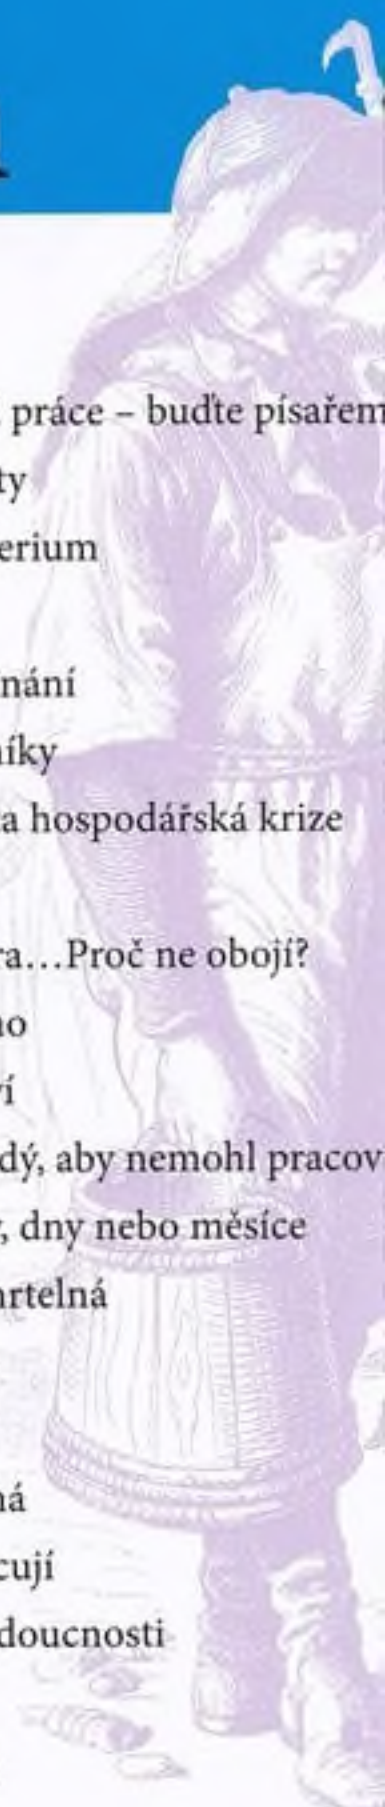 práce – buďte písařem
ty
erium
nání
níky
a hospodářská krize
ra…Proč ne obojí?
no
ví
dý, aby nemohl pracov
, dny nebo měsíce
rtelná
ná
cují
doucnosti